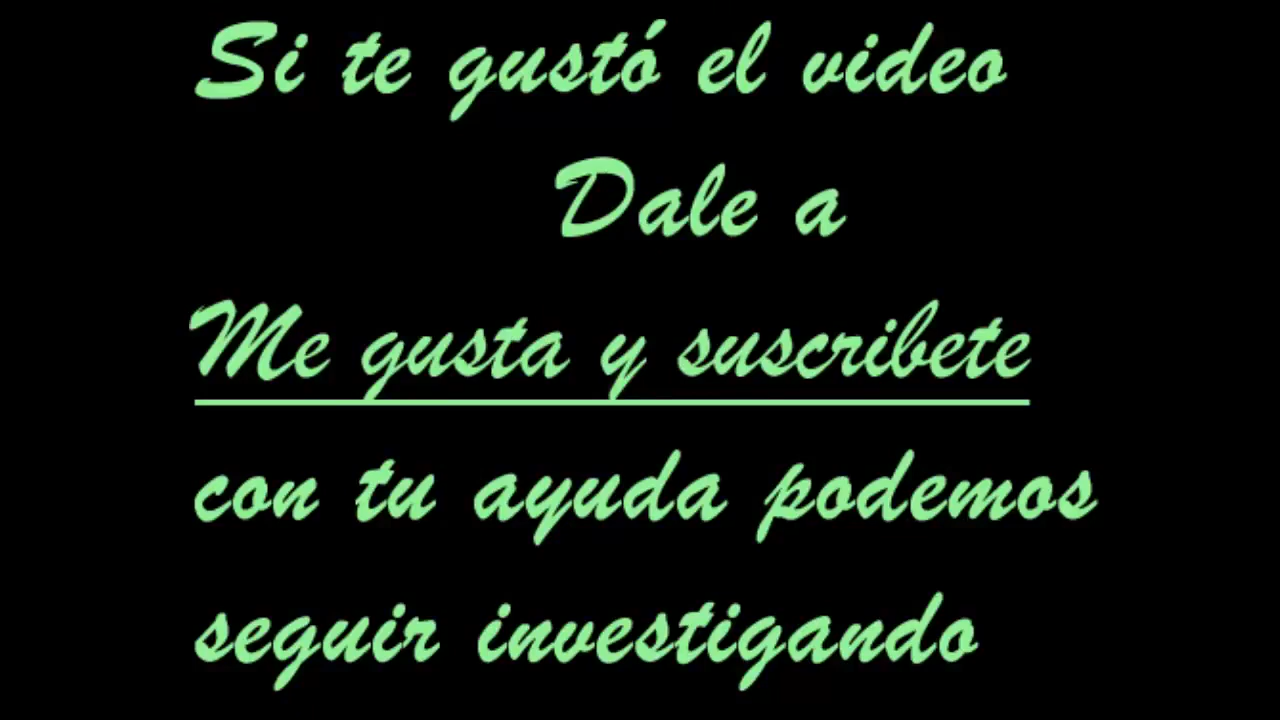 Si te gustó el video
Dale a
Me gusta y suscribete
con tu ayuda podemos
seguir investigando